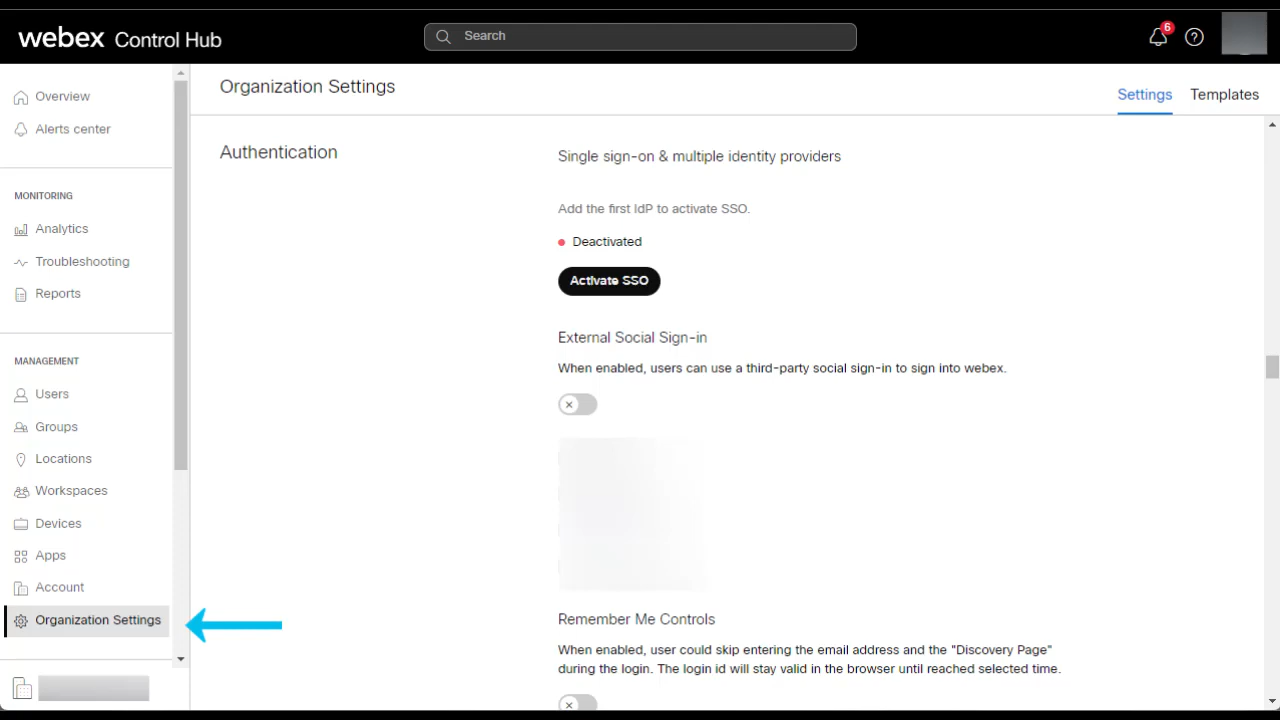 webex Control Hub
Search
6
Overview
Alerts center
MONITORING
Analytics
Troubleshooting
Reports
MANAGEMENT
Users
Groups
Locations
Workspaces
Devices
Apps
Account
Organization Settings
Organization Settings
Settings
Templates
Authentication
Single sign-on & multiple identity providers
Add the first IdP to activate SSO.
Deactivated
Activate SSO
External Social Sign-in
When enabled, users can use a third-party social sign-in to sign into webex.
Remember Me Controls
When enabled, user could skip entering the email address and the "Discovery Page"
during the login. The login id will stay valid in the browser until reached selected time.